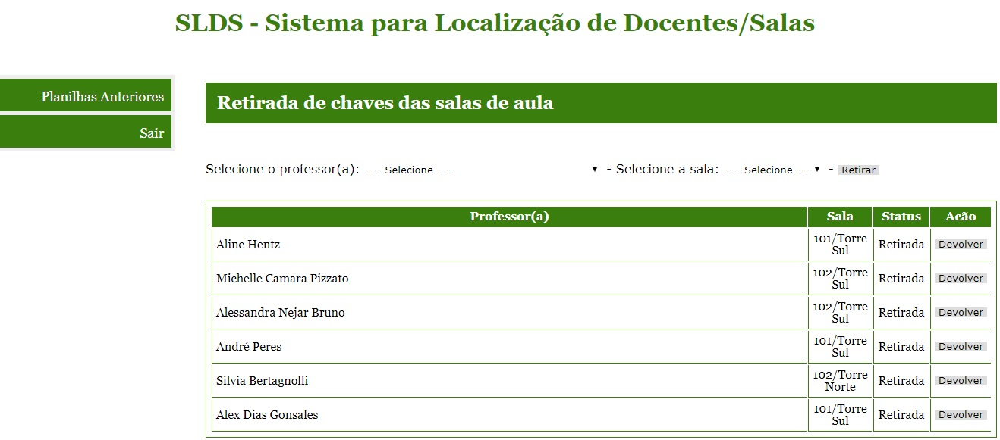 SLDS - Sistema para Localização de Docentes/Salas
Planilhas Anteriores
Sair
Retirada de chaves das salas de aula
Selecione o professor(a): --- Selecione --- - Selecione a sala: --- Selecione --- - Retirar
Professor(a) Sala Status Acão
Aline Hentz 101/Torre Sul Retirada Devolver
Michelle Camara Pizzato 102/Torre Sul Retirada Devolver
Alessandra Nejar Bruno 102/Torre Sul Retirada Devolver
André Peres 101/Torre Sul Retirada Devolver
Silvia Bertagnolli 102/Torre Norte Retirada Devolver
Alex Dias Gonsales 101/Torre Sul Retirada Devolver